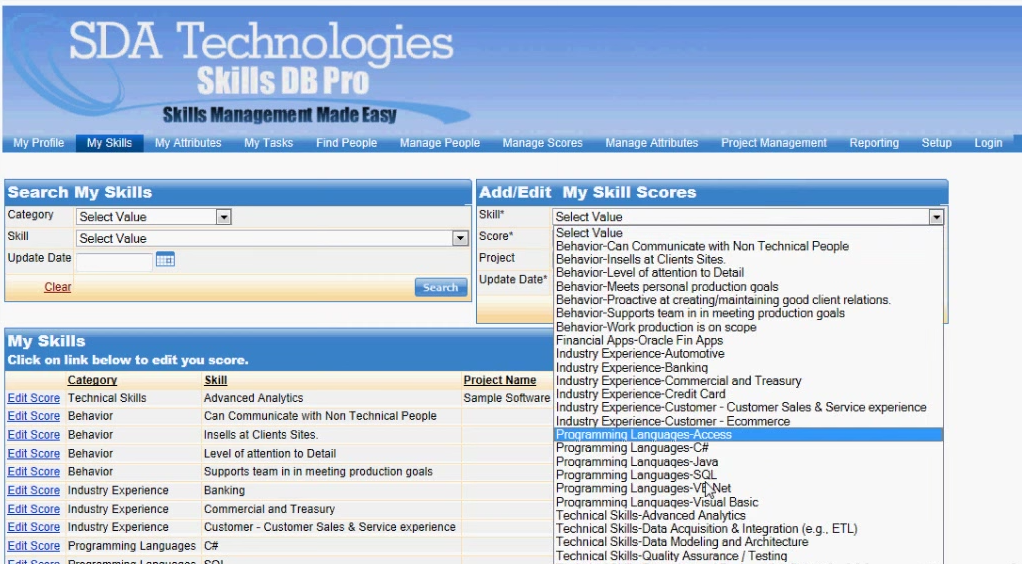 SDA Technologies
Skills DB Pro
Skills Management Made Easy
My Profile My Skills My Attributes My Tasks Find People Manage People Manage Scores Manage Attributes Project Management Reporting Setup Login
Search My Skills
Category Select Value
Skill Select Value
Update Date
Clear Search
Add/Edit My Skill Scores
Skill* Select Value
Score*
Project
Update Date*
Select Value
Behavior-Can Communicate with Non Technical People
Behavior-Insells at Clients Sites.
Behavior-Level of attention to Detail
Behavior-Meets personal production goals
Behavior-Proactive at creating/maintaining good client relations.
Behavior-Supports team in in meeting production goals
Behavior-Work production is on scope
Financial Apps-Oracle Fin Apps
Industry Experience-Automotive
Industry Experience-Banking
Industry Experience-Commercial and Treasury
Industry Experience-Credit Card
Industry Experience-Customer - Customer Sales & Service experience
Industry Experience-Customer - Ecommerce
Programming Languages-Access
Programming Languages-C#
Programming Languages-Java
Programming Languages-SQL
Programming Languages-VB.Net
Programming Languages-Visual Basic
Technical Skills-Advanced Analytics
Technical Skills-Data Acquisition & Integration (e.g., ETL)
Technical Skills-Data Modeling and Architecture
Technical Skills-Quality Assurance / Testing
My Skills
Click on link below to edit you score.
Category Skill Project Name
Edit Score Technical Skills Advanced Analytics Sample Software
Edit Score Behavior Can Communicate with Non Technical People
Edit Score Behavior Insells at Clients Sites.
Edit Score Behavior Level of attention to Detail
Edit Score Behavior Supports team in in meeting production goals
Edit Score Industry Experience Banking
Edit Score Industry Experience Commercial and Treasury
Edit Score Industry Experience Customer - Customer Sales & Service experience
Edit Score Programming Languages C#
Edit Score Programming Languages SQL